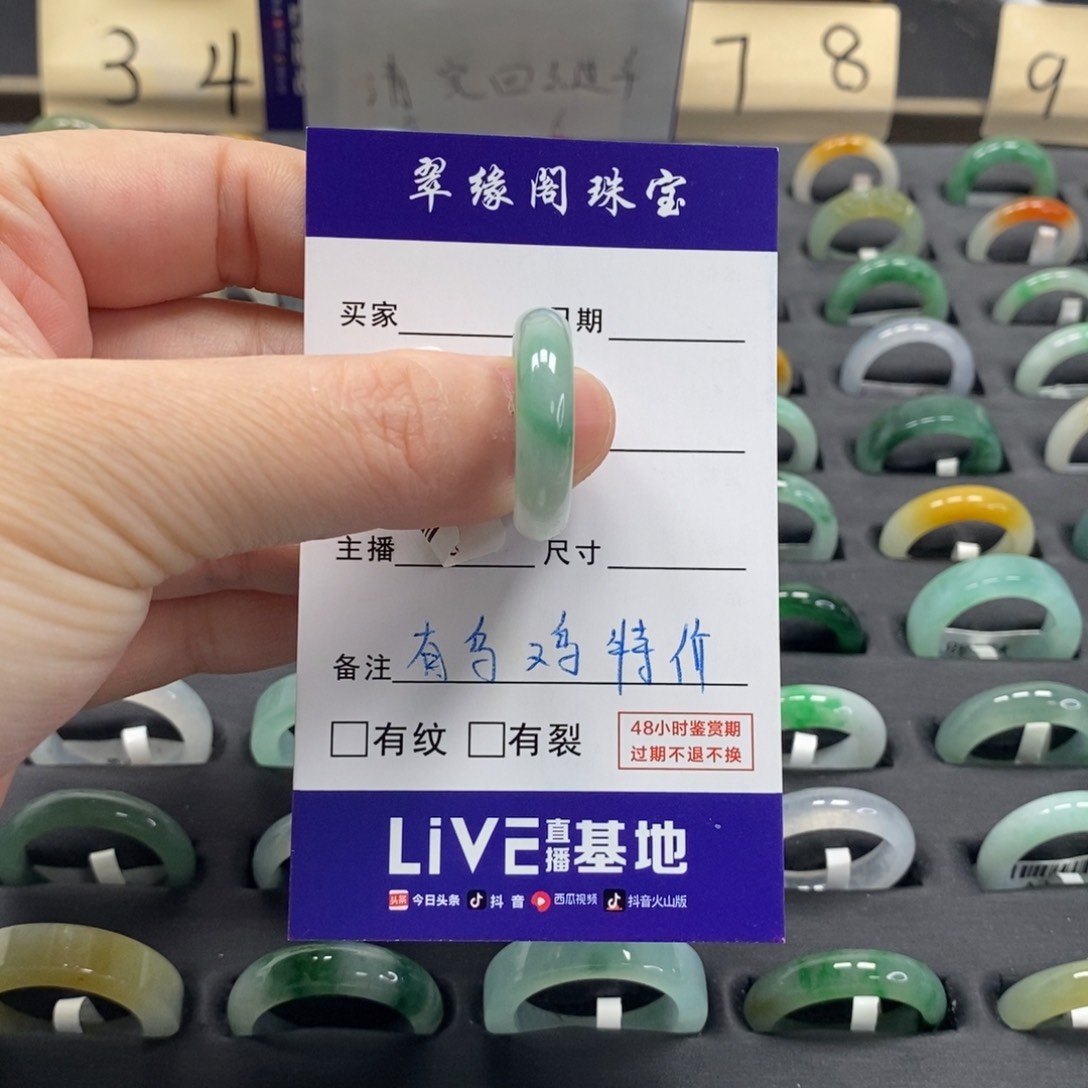 3 4
7 8
9
翠缘阁珠宝
买家 日期
主播 尺寸
备注 有乌鸡特价
□有纹 □有裂
48小时鉴赏期
过期不退不换
LiVE直播基地
头条 今日头条 抖音 西瓜视频 抖音火山版